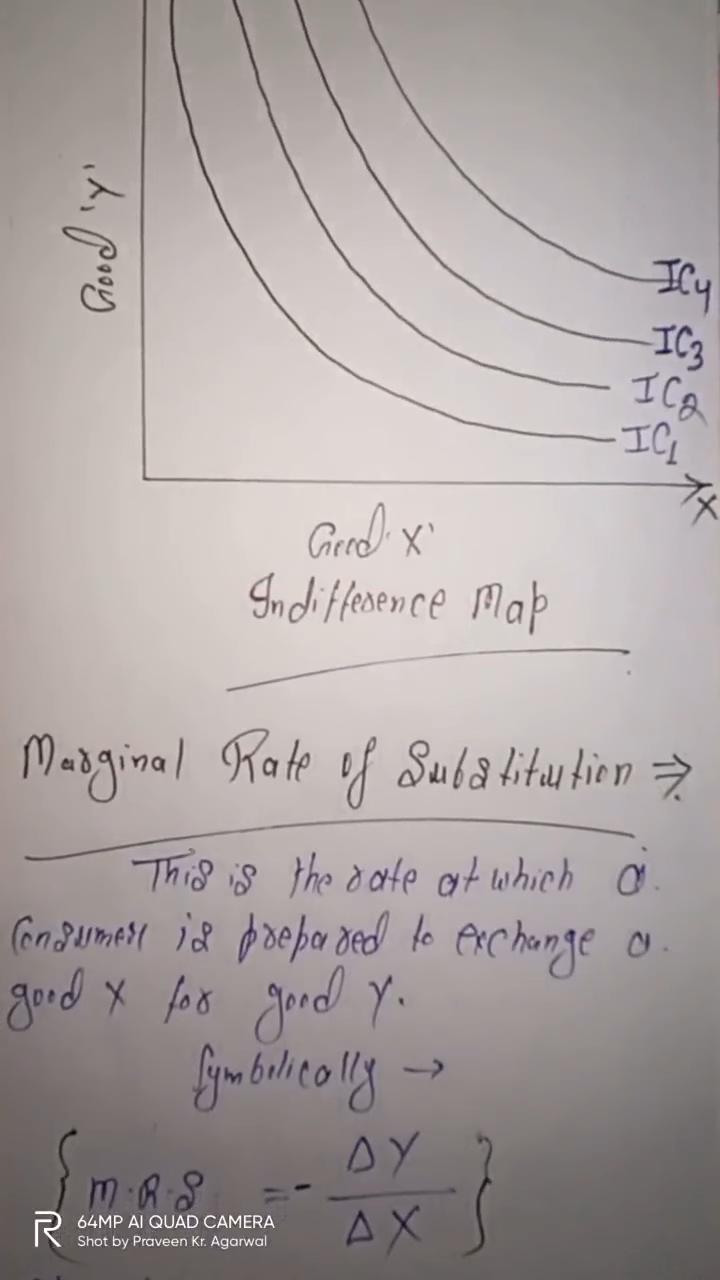 Good 'Y'
IC4
IC3
IC2
IC1
X
Good 'X'
Indifference Map
Marginal Rate of Substitution ⇒
This is the rate at which a
Consumer is prepared to exchange a
good X for good Y.
Symbolically →
{ M.R.S = - ΔY / ΔX }
64MP AI QUAD CAMERA
Shot by Praveen Kr. Agarwal